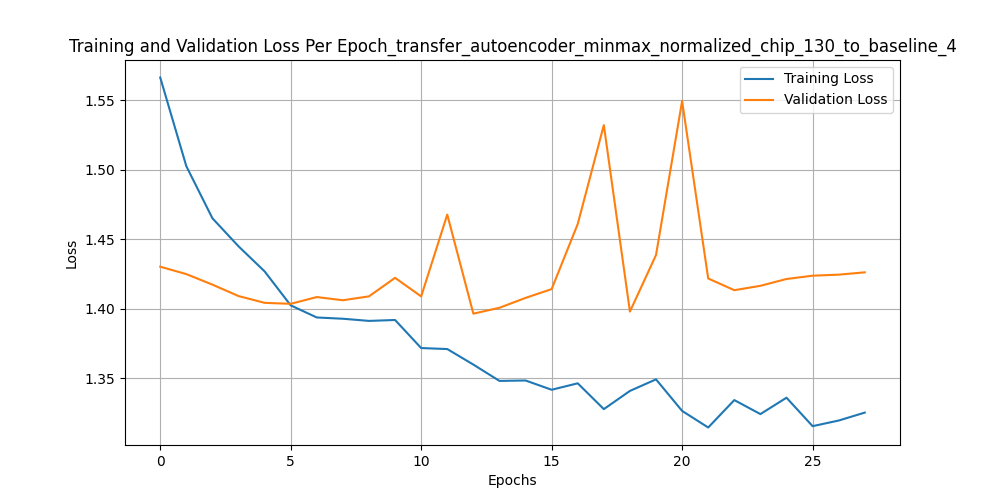 Training and Validation Loss Per Epoch_transfer_autoencoder_minmax_normalized_chip_130_to_baseline_4
Training Loss
Validation Loss
1.55
1.50
1.45
1.40
1.35
Loss
0 5 10 15 20 25
Epochs